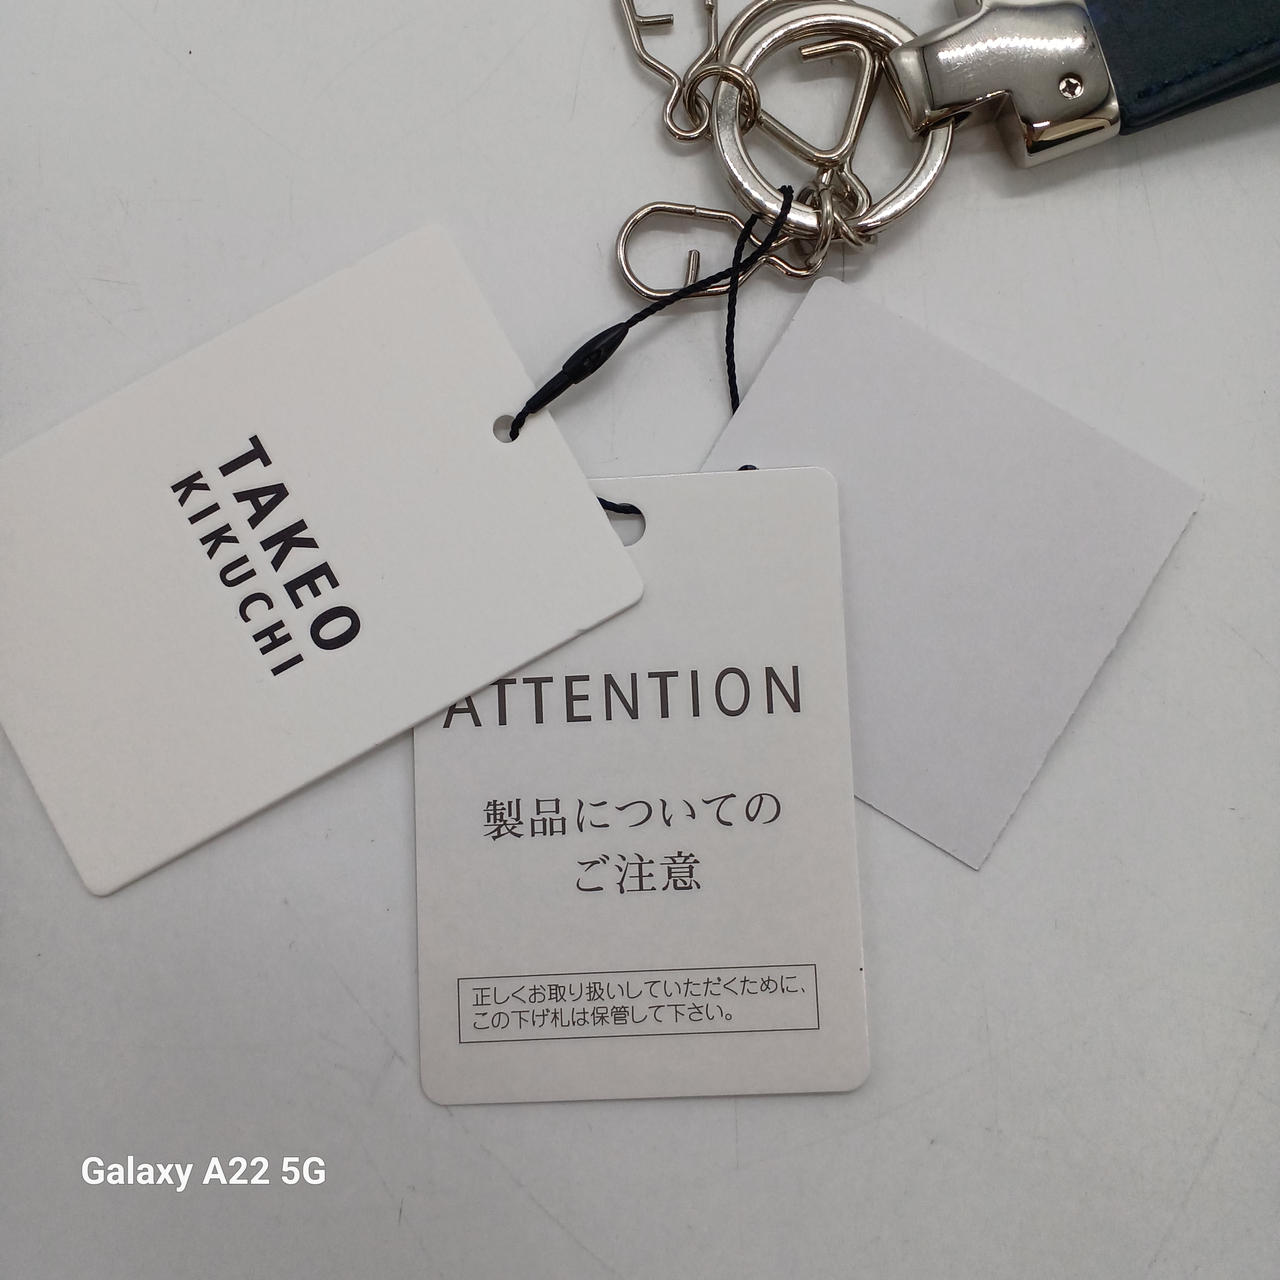 TAKEO
KIKUCHI
ATTENTION
製品についての
ご注意
正しくお取り扱いしていただくために、
この下げ札は保管して下さい。
Galaxy A22 5G